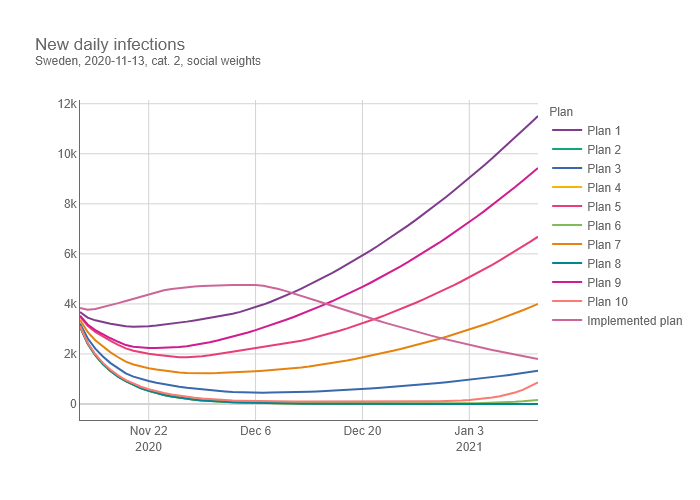 New daily infections
Sweden, 2020-11-13, cat. 2, social weights
12k
10k
8k
6k
4k
2k
0
Nov 22
2020
Dec 6
Dec 20
Jan 3
2021
Plan
Plan 1
Plan 2
Plan 3
Plan 4
Plan 5
Plan 6
Plan 7
Plan 8
Plan 9
Plan 10
Implemented plan